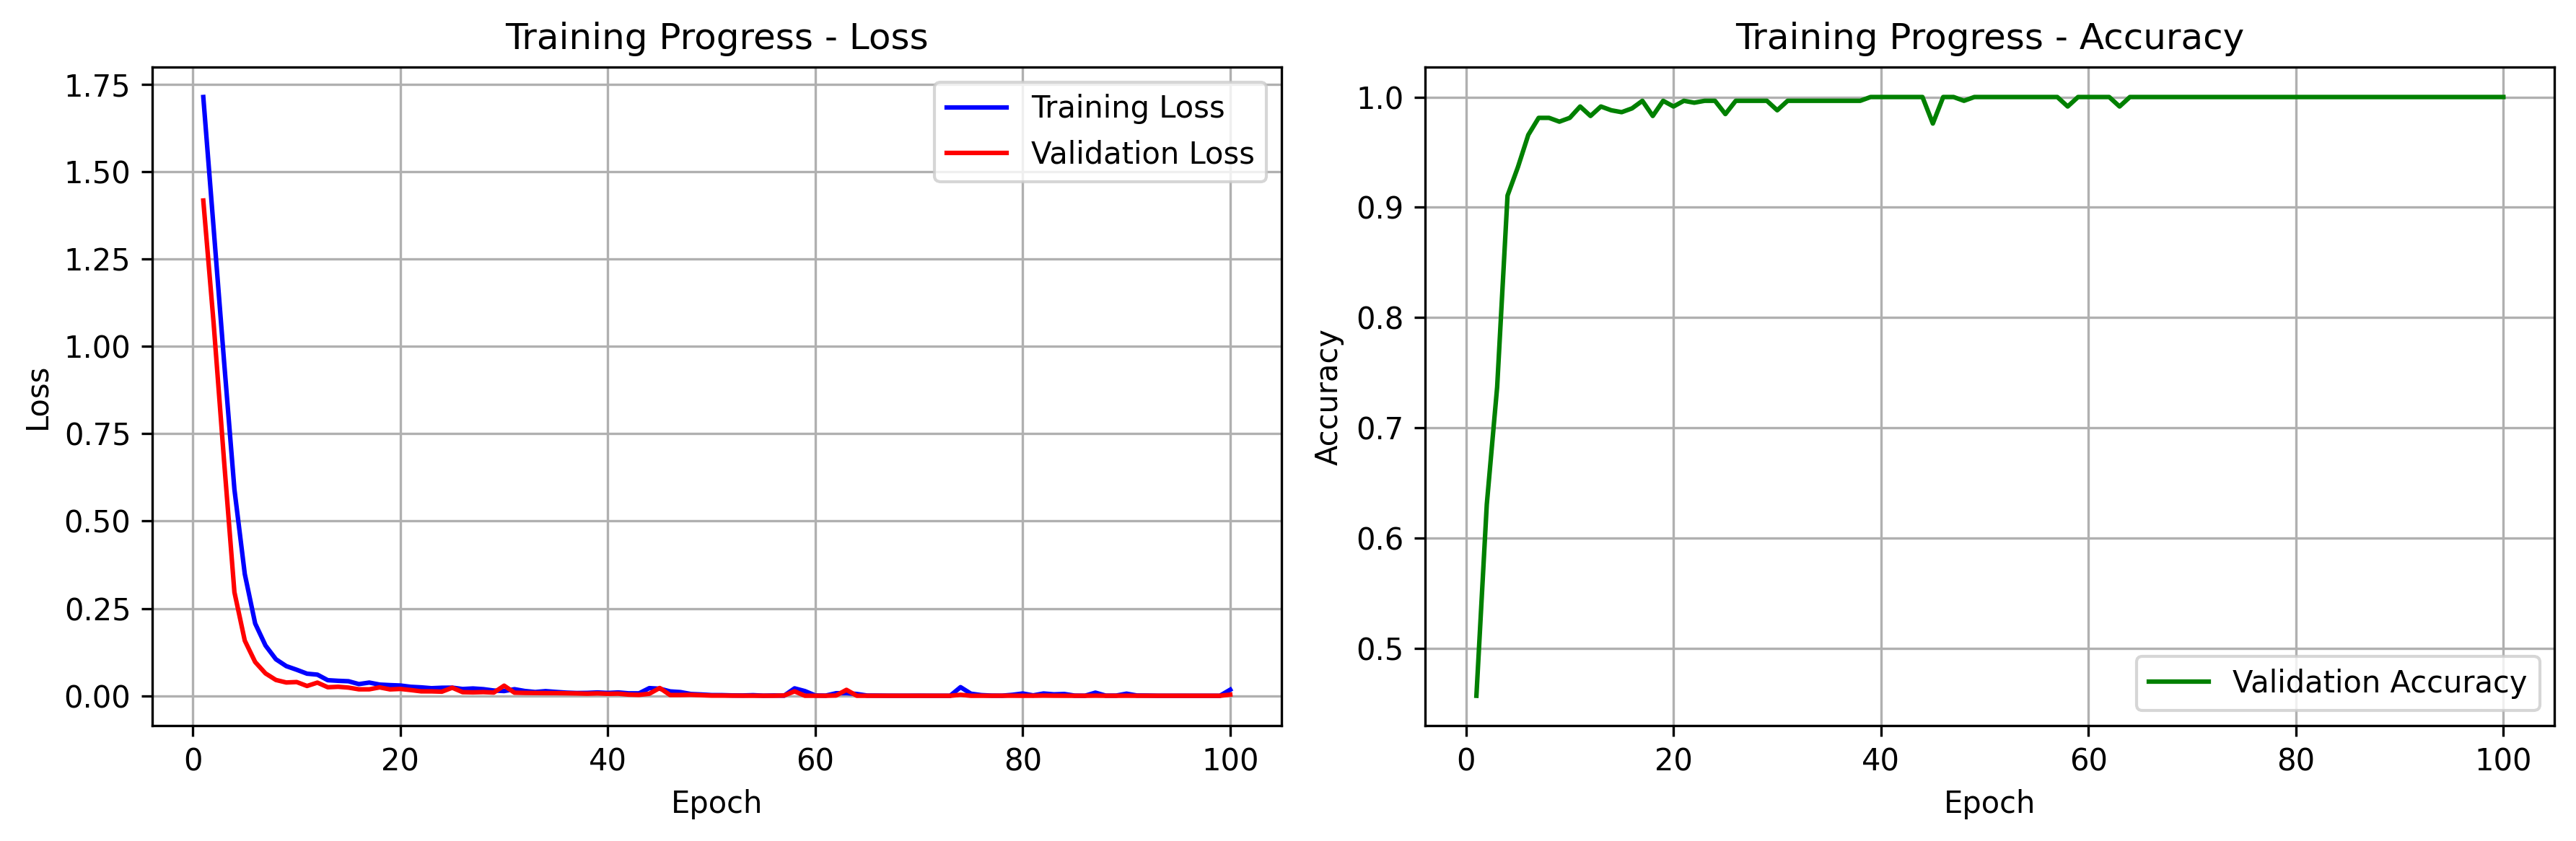 Training Progress - Loss
1.75
1.50
1.25
1.00
0.75
0.50
0.25
0.00
Loss
Training Loss
Validation Loss
0 20 40 60 80 100
Epoch
Training Progress - Accuracy
1.0
0.9
0.8
0.7
0.6
0.5
Accuracy
Validation Accuracy
0 20 40 60 80 100
Epoch